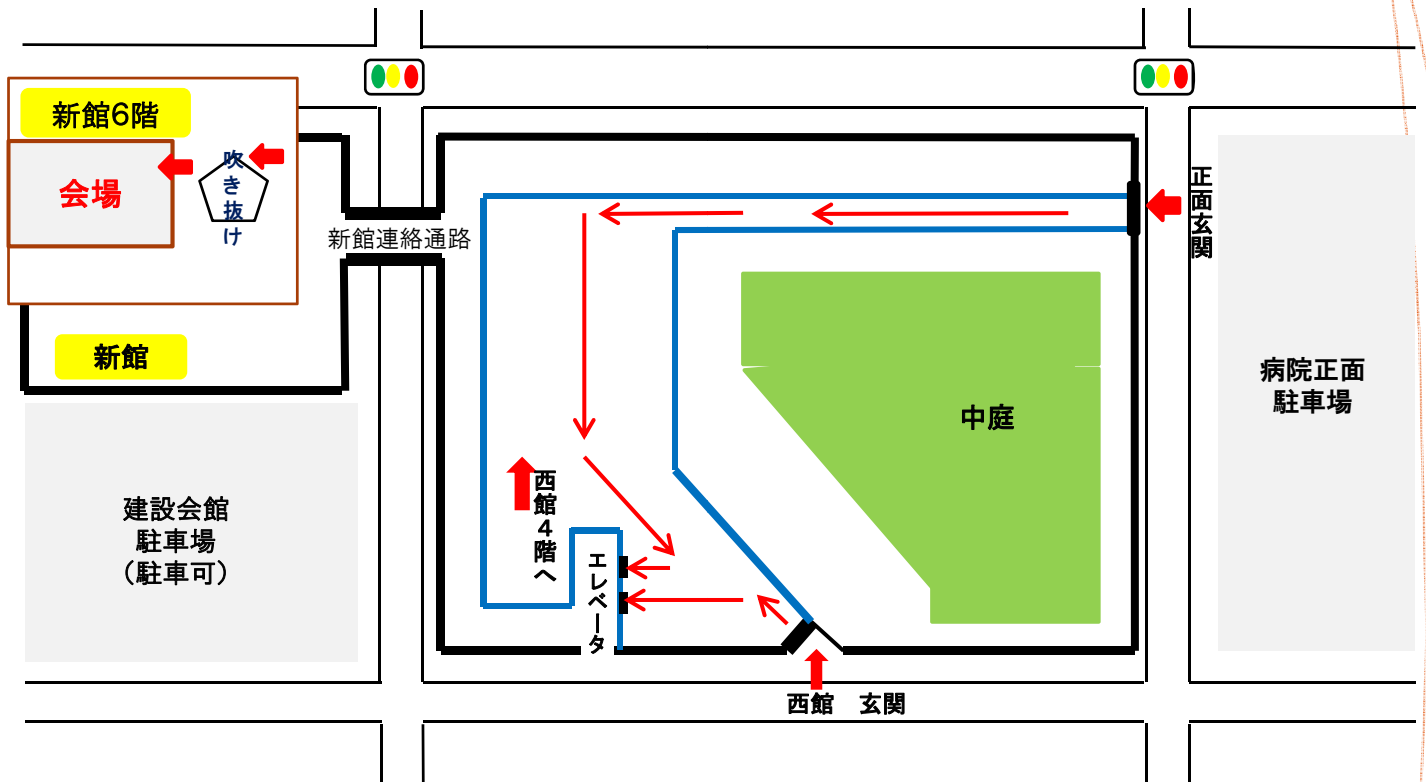 新館6階
会場
吹き抜け
新館連絡通路
正面玄関
新館
中庭
病院正面
駐車場
建設会館
駐車場
（駐車可）
西館４階へ
エレベータ
西館　玄関